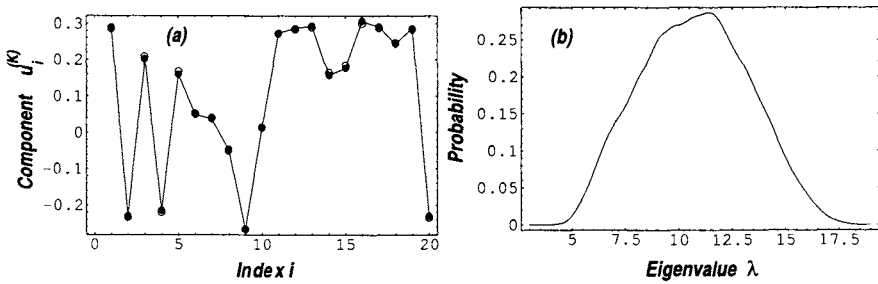 (a)
Component u_i^(K)
0.3
0.2
0.1
0
-0.1
-0.2
0 5 10 15 20
Index i
(b)
Probability
0.25
0.2
0.15
0.1
0.05
0
5 7.5 10 12.5 15 17.5
Eigenvalue λ